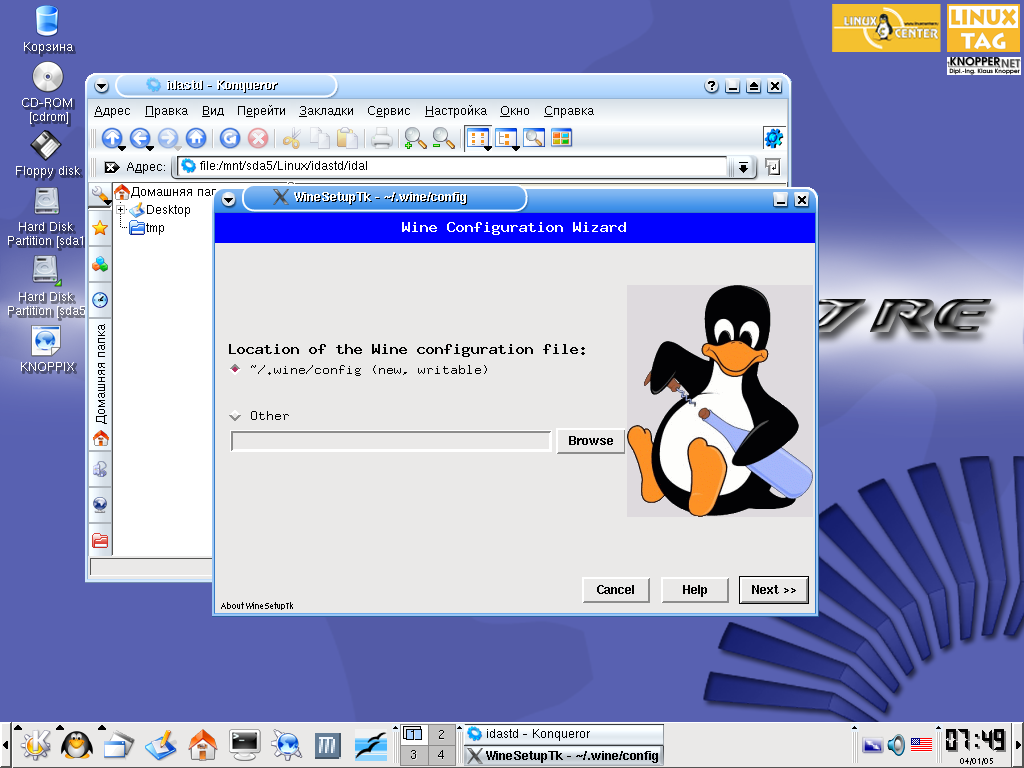 Корзина
CD-ROM
[cdrom]
Floppy disk
Hard Disk
Partition [sda1
Hard Disk
Partition [sda5
KNOPPIX
LINUX
CENTER
LINUX
TAG
KNOPPER.NET
Dipl.-Ing. Klaus Knopper
idastd - Konqueror
Адрес Правка Вид Перейти Закладки Сервис Настройка Окно Справка
Адрес: file:/mnt/sda5/Linux/idastd/idal
Домашняя пап
Desktop
tmp
Домашняя папка
WineSetupTk - ~/.wine/config
Wine Configuration Wizard
Location of the Wine configuration file:
~/.wine/config (new, writable)
Other
Browse
Cancel Help Next >>
About WineSetupTk
RE
2
3 4
idastd - Konqueror
WineSetupTk - ~/.wine/config
07:49
04/01/05